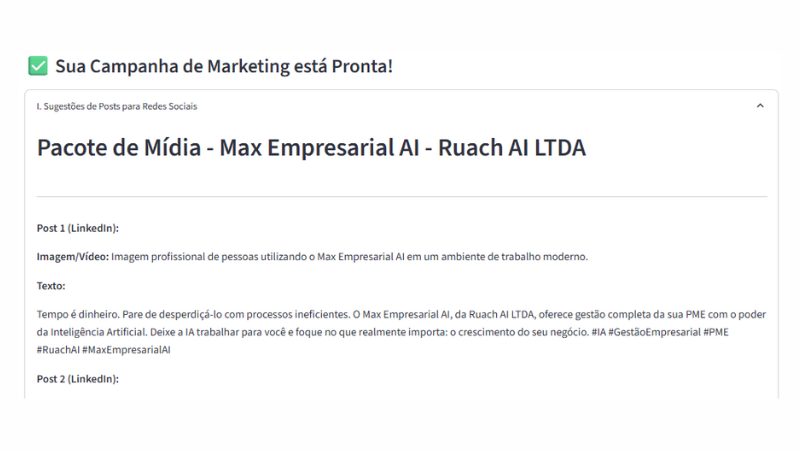 Sua Campanha de Marketing está Pronta!
I. Sugestões de Posts para Redes Sociais
Pacote de Mídia - Max Empresarial AI - Ruach AI LTDA
Post 1 (LinkedIn):
Imagem/Vídeo: Imagem profissional de pessoas utilizando o Max Empresarial AI em um ambiente de trabalho moderno.
Texto:
Tempo é dinheiro. Pare de desperdiçá-lo com processos ineficientes. O Max Empresarial AI, da Ruach AI LTDA, oferece gestão completa da sua PME com o poder
da Inteligência Artificial. Deixe a IA trabalhar para você e foque no que realmente importa: o crescimento do seu negócio. #IA #GestãoEmpresarial #PME
#RuachAI #MaxEmpresarialAI
Post 2 (LinkedIn):